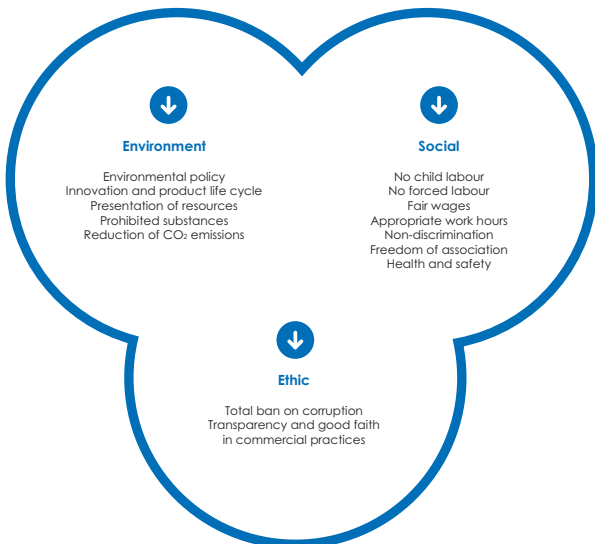 Environment
Environmental policy
Innovation and product life cycle
Presentation of resources
Prohibited substances
Reduction of CO₂ emissions
Social
No child labour
No forced labour
Fair wages
Appropriate work hours
Non-discrimination
Freedom of association
Health and safety
Ethic
Total ban on corruption
Transparency and good faith
in commercial practices